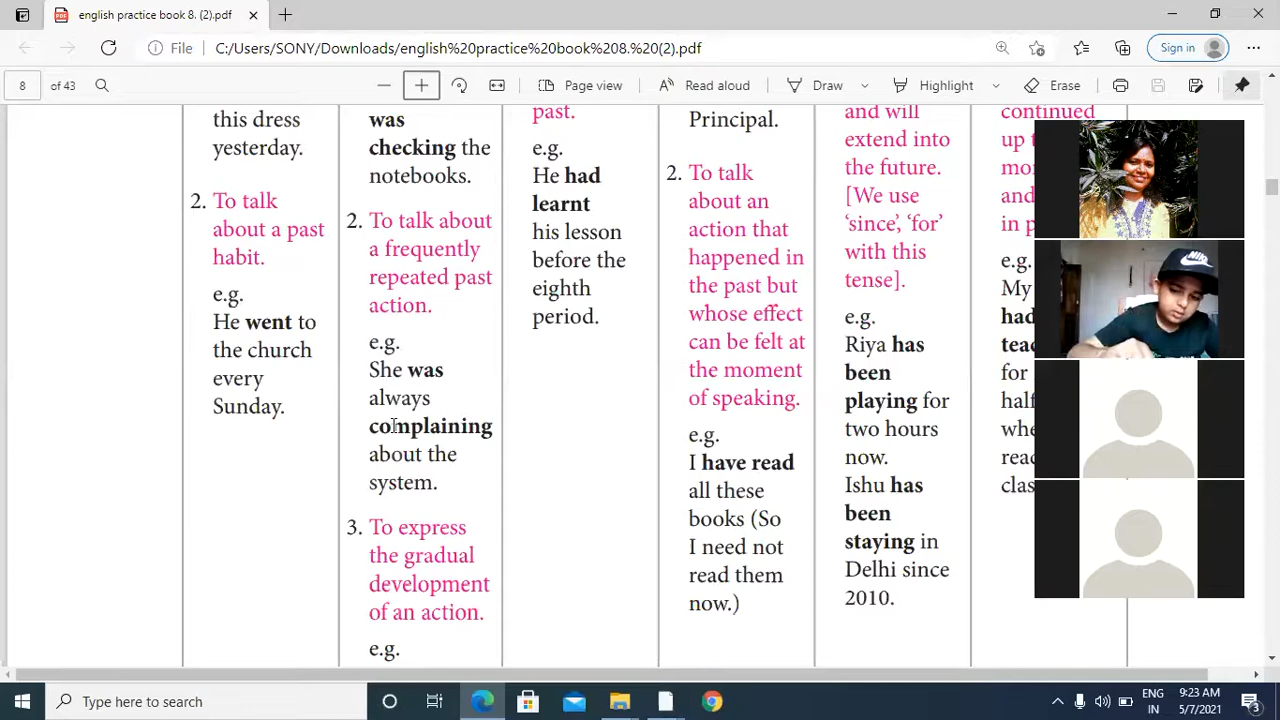 english practice book 8. (2).pdf
File
C:/Users/SONY/Downloads/english%20practice%20book%208.%20(2).pdf
Sign in
8
of 43
Page view
Read aloud
Draw
Highlight
Erase
this dress
yesterday.
2. To talk
about a past
habit.
e.g.
He went to
the church
every
Sunday.
was
checking the
notebooks.
2. To talk about
a frequently
repeated past
action.
e.g.
She was
always
complaining
about the
system.
3. To express
the gradual
development
of an action.
e.g.
past.
e.g.
He had
learnt
his lesson
before the
eighth
period.
Principal.
2. To talk
about an
action that
happened in
the past but
whose effect
can be felt at
the moment
of speaking.
e.g.
I have read
all these
books (So
I need not
read them
now.)
and will
extend into
the future.
[We use
‘since’, ‘for’
with this
tense].
e.g.
Riya has
been
playing for
two hours
now.
Ishu has
been
staying in
Delhi since
2010.
continued
up
and
in
e.g.
My
had
for
half
Type here to search
ENG
IN
9:23 AM
5/7/2021
3